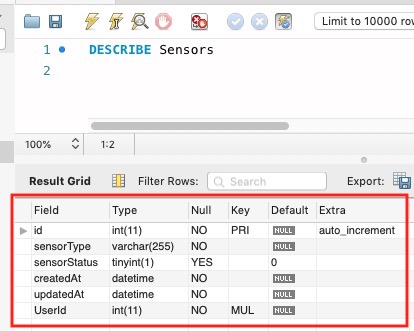 Limit to 10000 row
1 DESCRIBE Sensors
2
100% 1:2
Result Grid Filter Rows: Search Export:
Field Type Null Key Default Extra
id int(11) NO PRI NULL auto_increment
sensorType varchar(255) NO NULL
sensorStatus tinyint(1) YES 0
createdAt datetime NO NULL
updatedAt datetime NO NULL
UserId int(11) NO MUL NULL